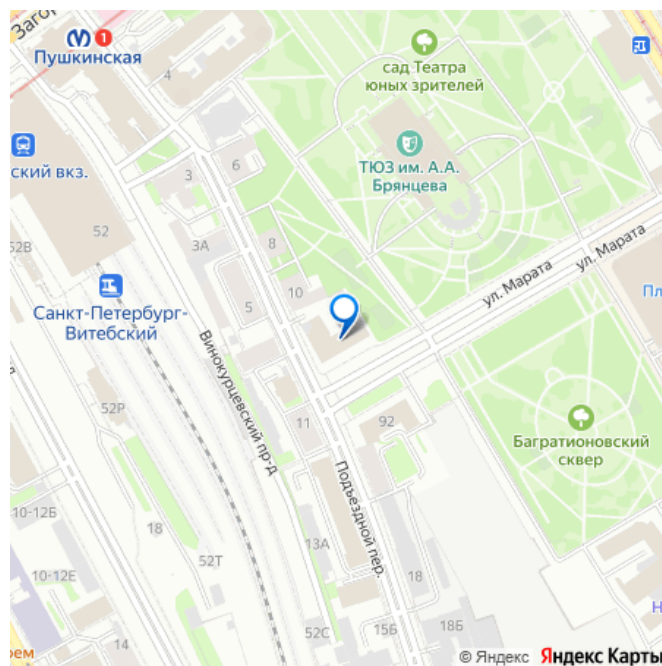 Загор
Пушкинская
1
4
сад Театра
юных зрителей
ТЮЗ им. А.А.
Брянцева
ский вкз.
3
6
52В
52
3А
8
10
5
ул. Марата
ул. Марата
Пл
Санкт-Петербург-
Витебский
Винокурцевский пр-д
52Р
11
92
Багратионовский
сквер
Подъездной пер.
10-12Б
18
13А
52Т
10-12Е
18
14
52С
15Б
18Б
Н
рем
© Яндекс Яндекс Карты